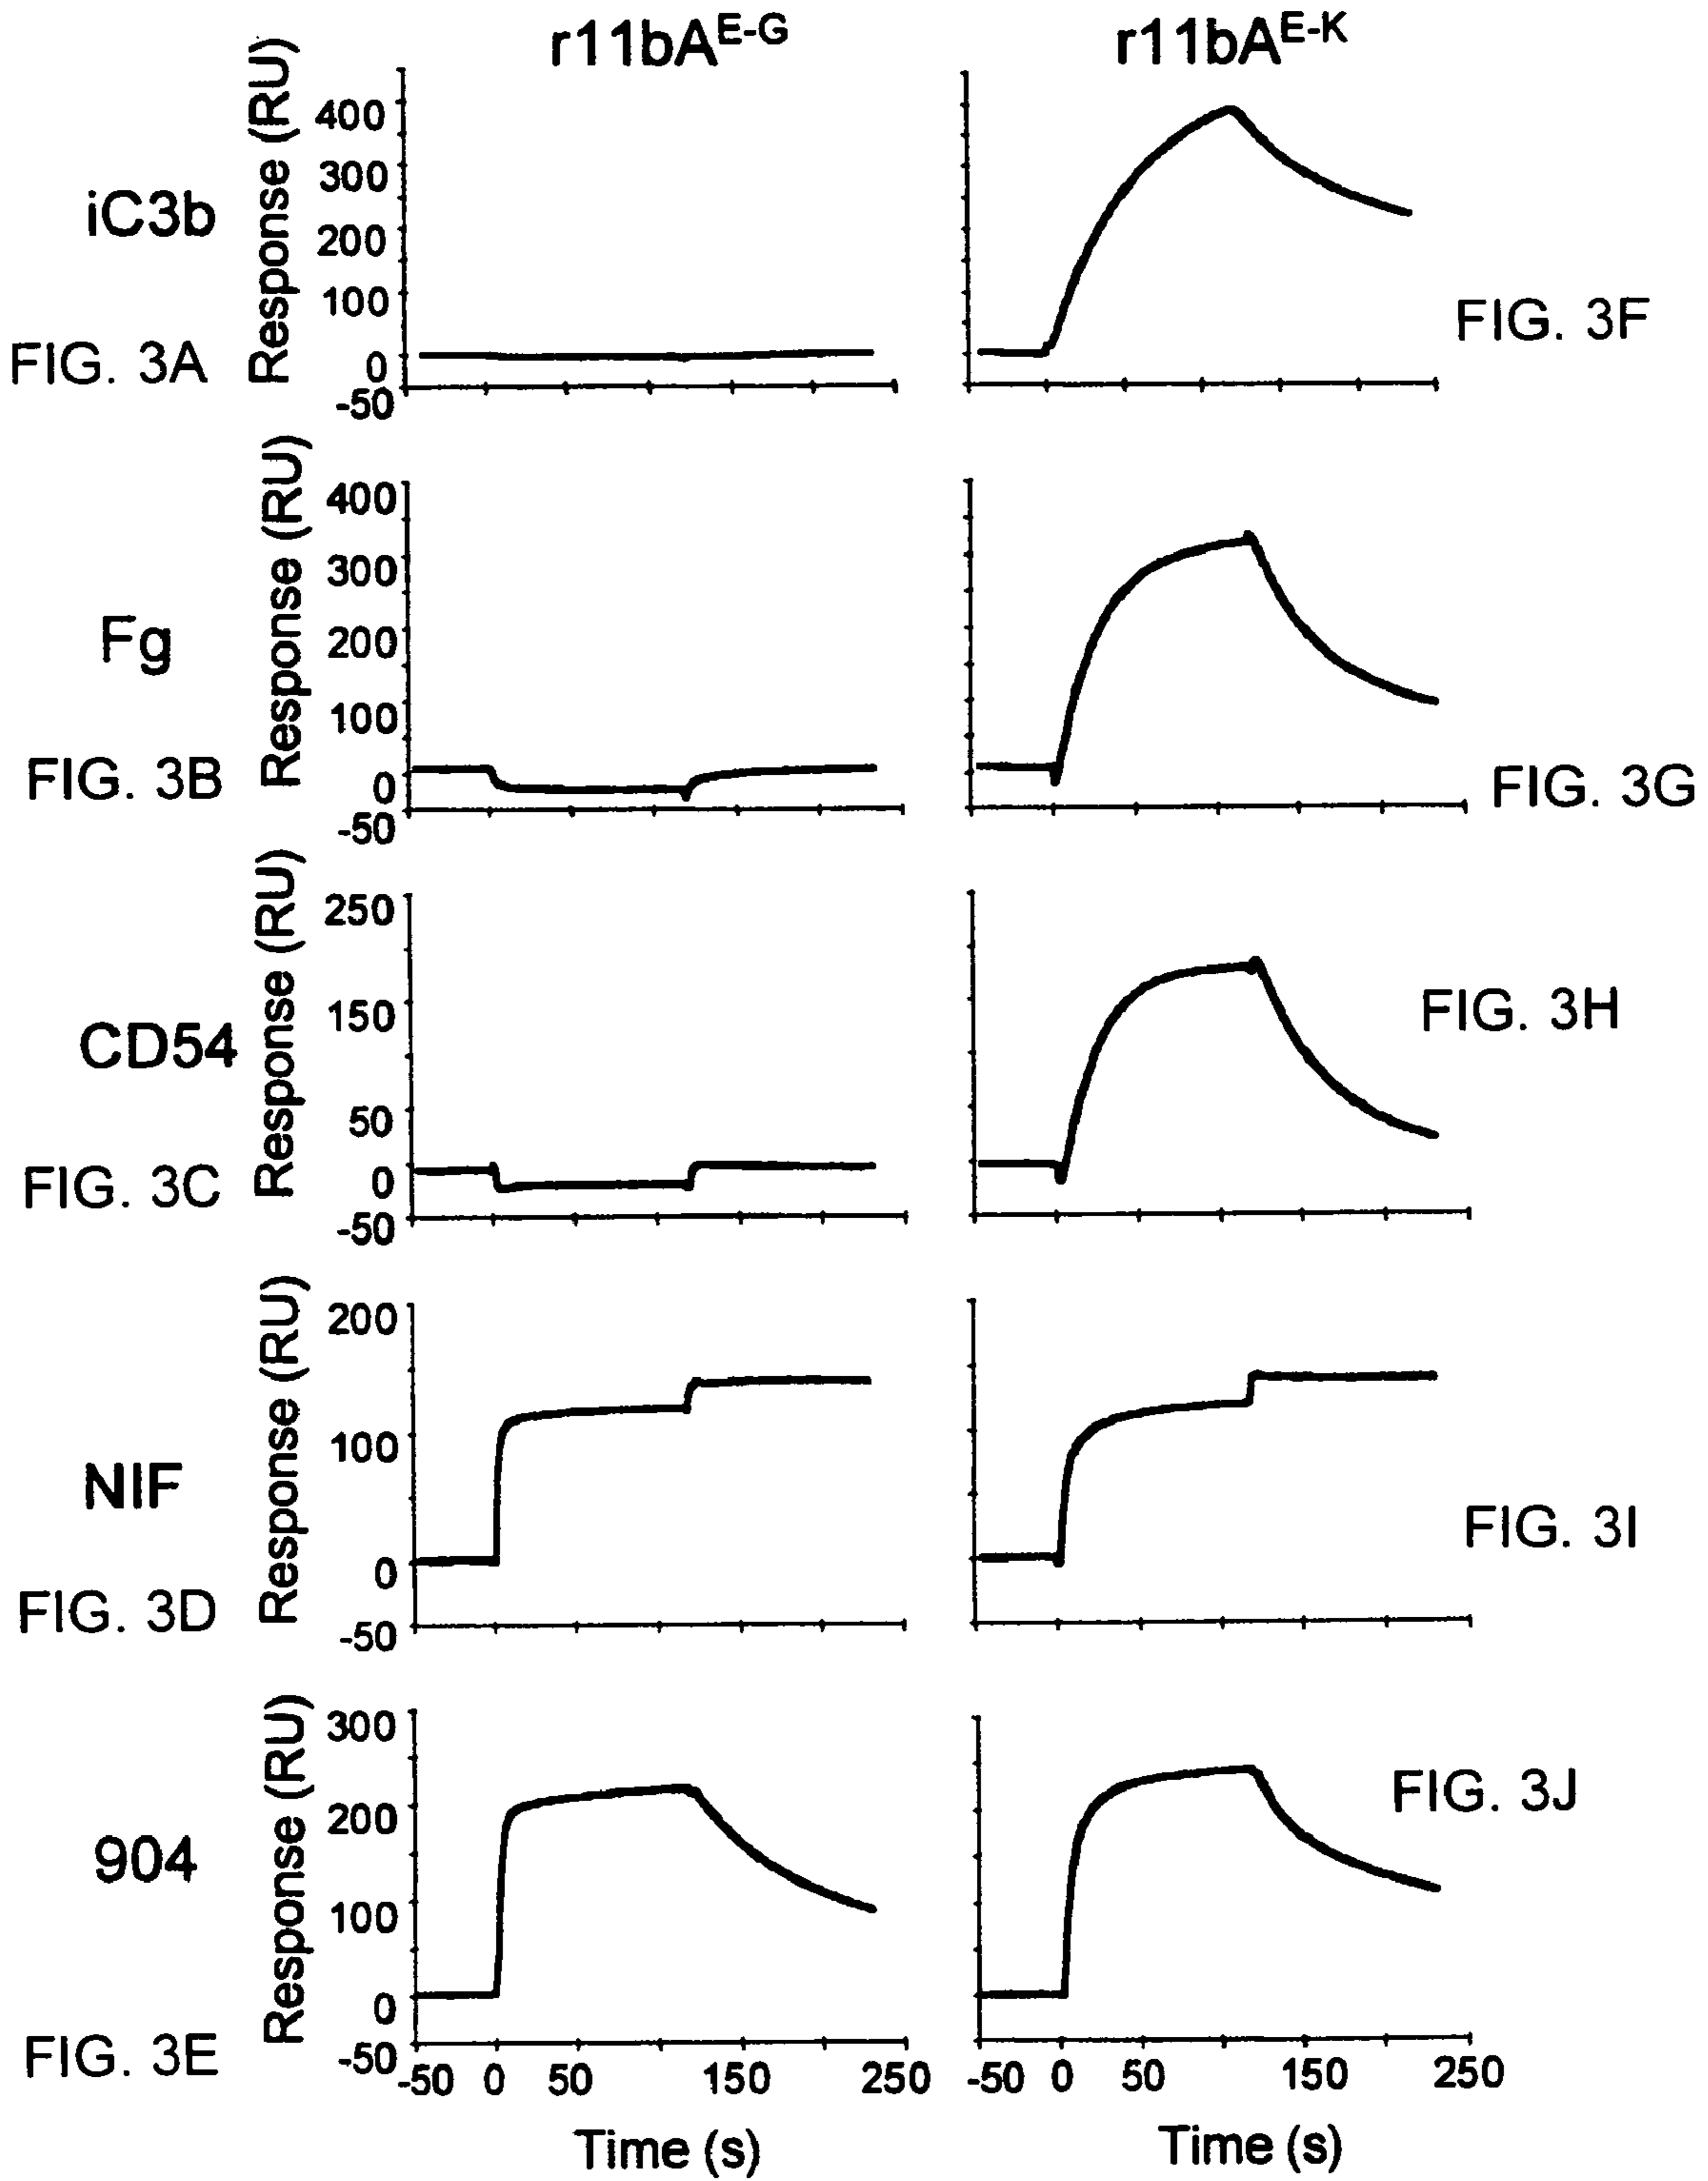 r11bA^E-G r11bA^E-K
Response (RU)
400
300
200
100
0
-50
iC3b
FIG. 3A
FIG. 3F
Response (RU)
400
300
200
100
0
-50
Fg
FIG. 3B
FIG. 3G
Response (RU)
250
150
50
0
-50
CD54
FIG. 3C
FIG. 3H
Response (RU)
200
100
0
-50
NIF
FIG. 3D
FIG. 3I
Response (RU)
300
200
100
0
-50
904
FIG. 3E
FIG. 3J
-50 0 50 150 250
-50 0 50 150 250
Time (s)
Time (s)